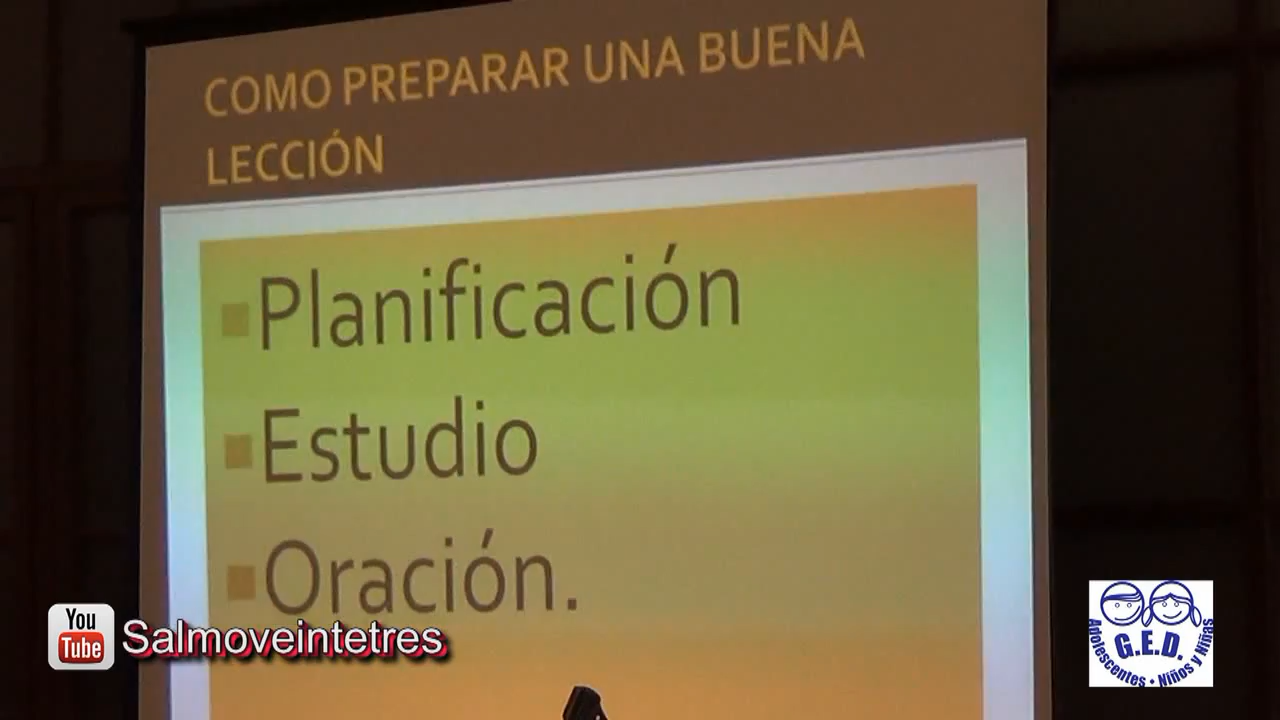 COMO PREPARAR UNA BUENA
LECCIÓN
Planificación
Estudio
Oración.
You
Tube
Salmoveintetres
G.E.D.
Adolescentes • Niños y Niñas